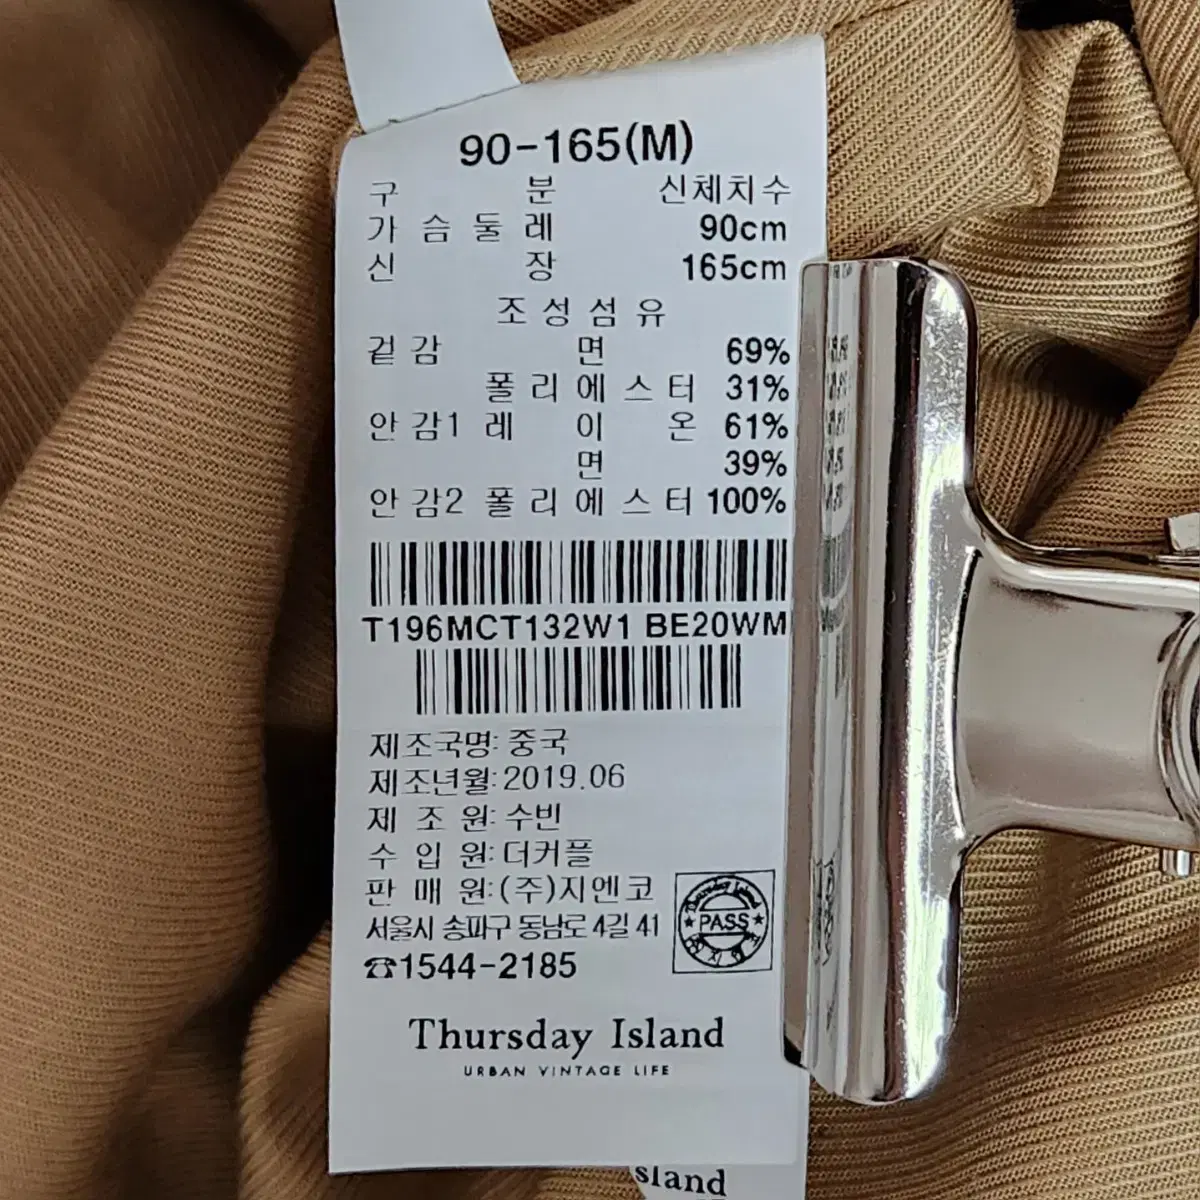 90-165(M)
구 분 신체치수
가슴둘레 90cm
신 장 165cm
조성섬유
겉감 면 69%
폴리에스터 31%
안감1 레이온 61%
면 39%
안감2 폴리에스터 100%
T196MCT132W1 BE20WM
제조국명: 중국
제조년월: 2019.06
제 조 원: 수빈
수 입 원: 더커플
판 매 원: (주)지엔코
서울시 송파구 동남로 4길 41
☎1544-2185
Thursday Island
PASS
Thursday Island
URBAN VINTAGE LIFE
sland